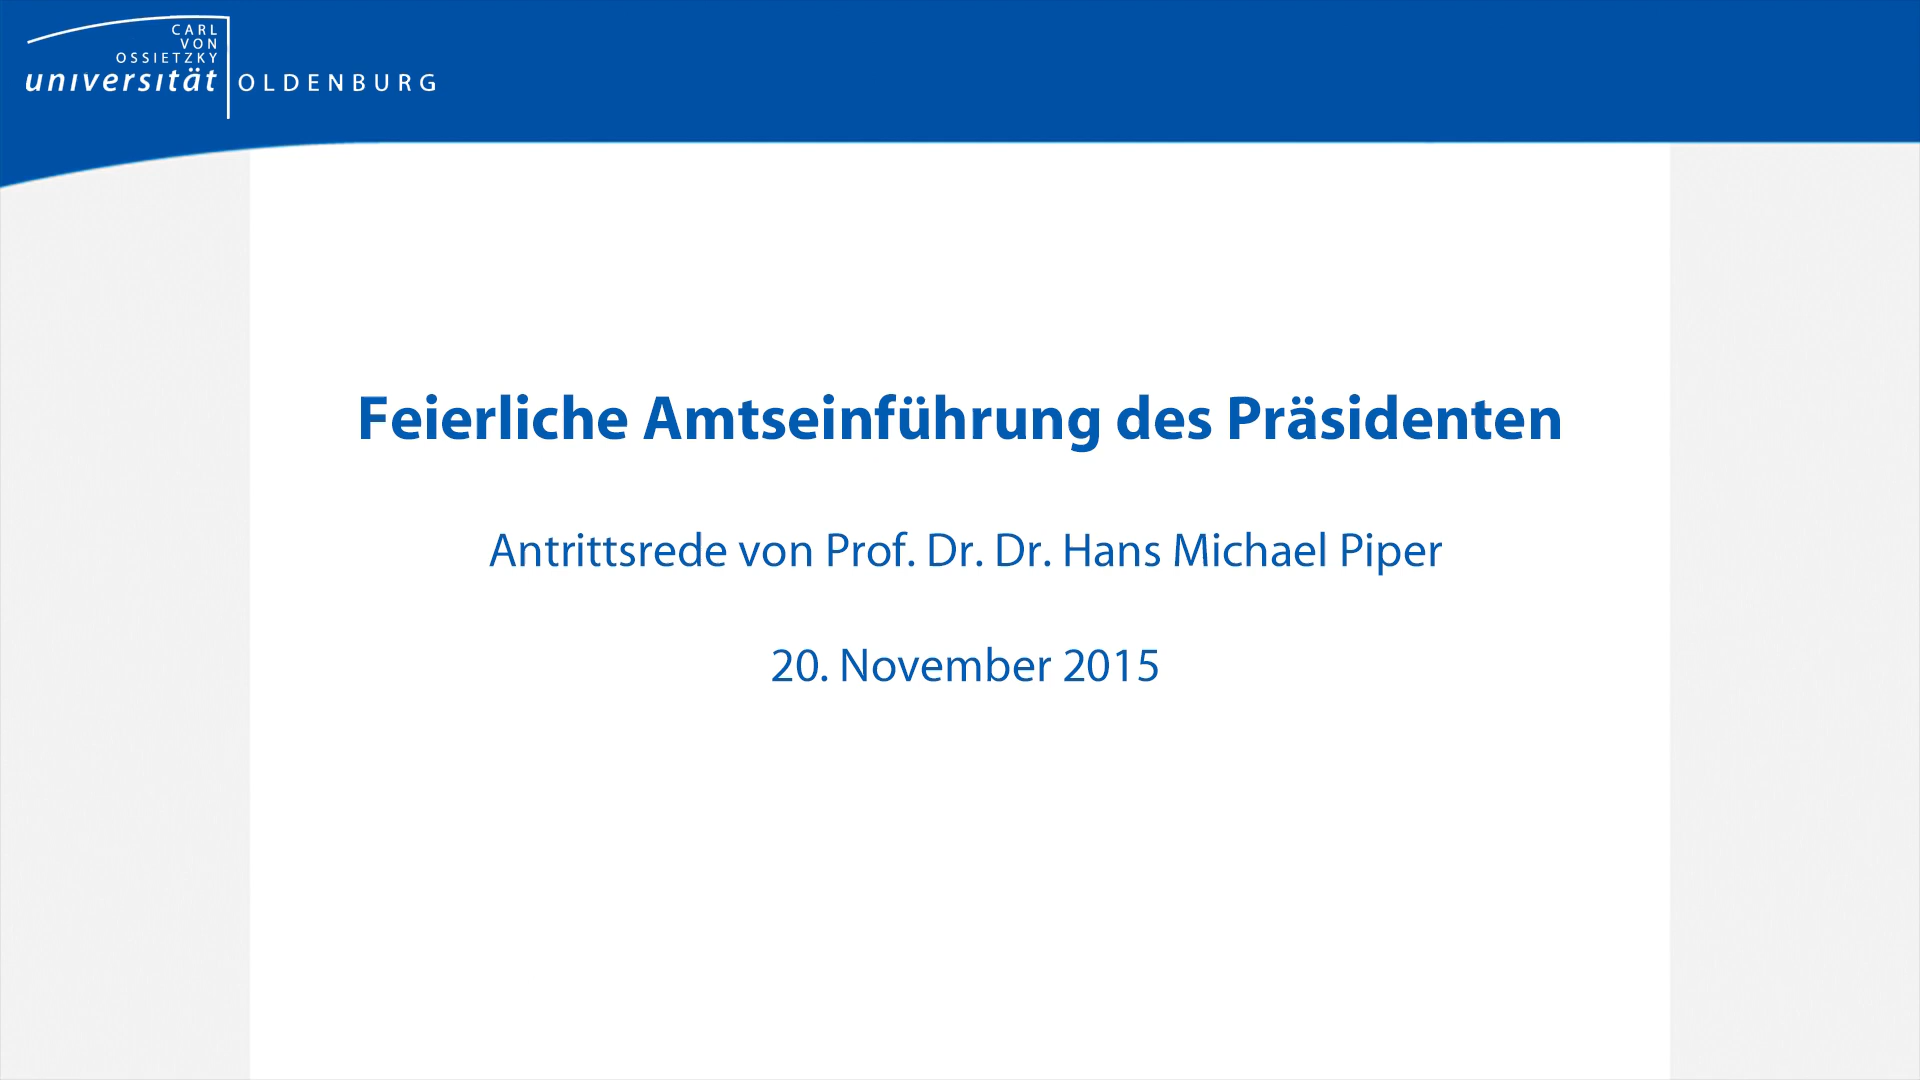 CARL
VON
OSSIETZKY
universität OLDENBURG
Feierliche Amtseinführung des Präsidenten
Antrittsrede von Prof. Dr. Dr. Hans Michael Piper
20. November 2015